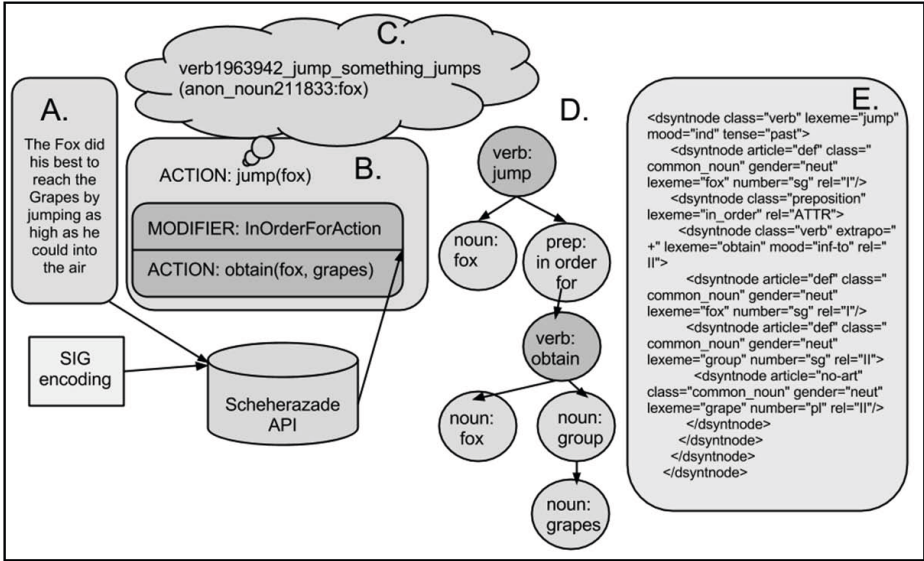 A.
The Fox did
his best to
reach the
Grapes by
jumping as
high as he
could into
the air
SIG
encoding
Scheherazade
API
B.
ACTION: jump(fox)
MODIFIER: InOrderForAction
ACTION: obtain(fox, grapes)
C.
verb1963942_jump_something_jumps
(anon_noun211833:fox)
D.
verb:
jump
noun:
fox
prep:
in order
for
verb:
obtain
noun:
fox
noun:
group
noun:
grapes
E.
<dsyntnode class="verb" lexeme="jump"
mood="ind" tense="past">
<dsyntnode article="def" class="
common_noun" gender="neut"
lexeme="fox" number="sg" rel="I"/>
<dsyntnode class="preposition"
lexeme="in_order" rel="ATTR">
<dsyntnode class="verb" extrapo="
+" lexeme="obtain" mood="inf-to" rel="
II">
<dsyntnode article="def" class="
common_noun" gender="neut"
lexeme="fox" number="sg" rel="I"/>
<dsyntnode article="def" class="
common_noun" gender="neut"
lexeme="group" number="sg" rel="II">
<dsyntnode article="no-art"
class="common_noun" gender="neut"
lexeme="grape" number="pl" rel="II"/>
</dsyntnode>
</dsyntnode>
</dsyntnode>
</dsyntnode>